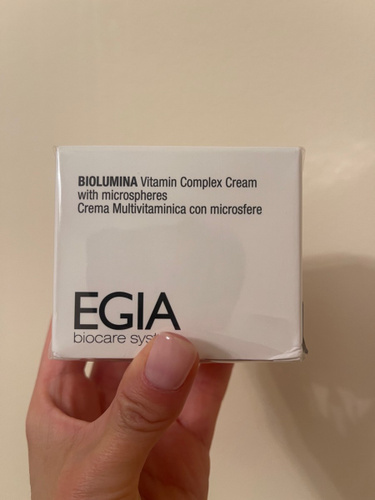 BIOLUMINA Vitamin Complex Cream
with microspheres
Crema Multivitaminica con microsfere
EGIA
biocare